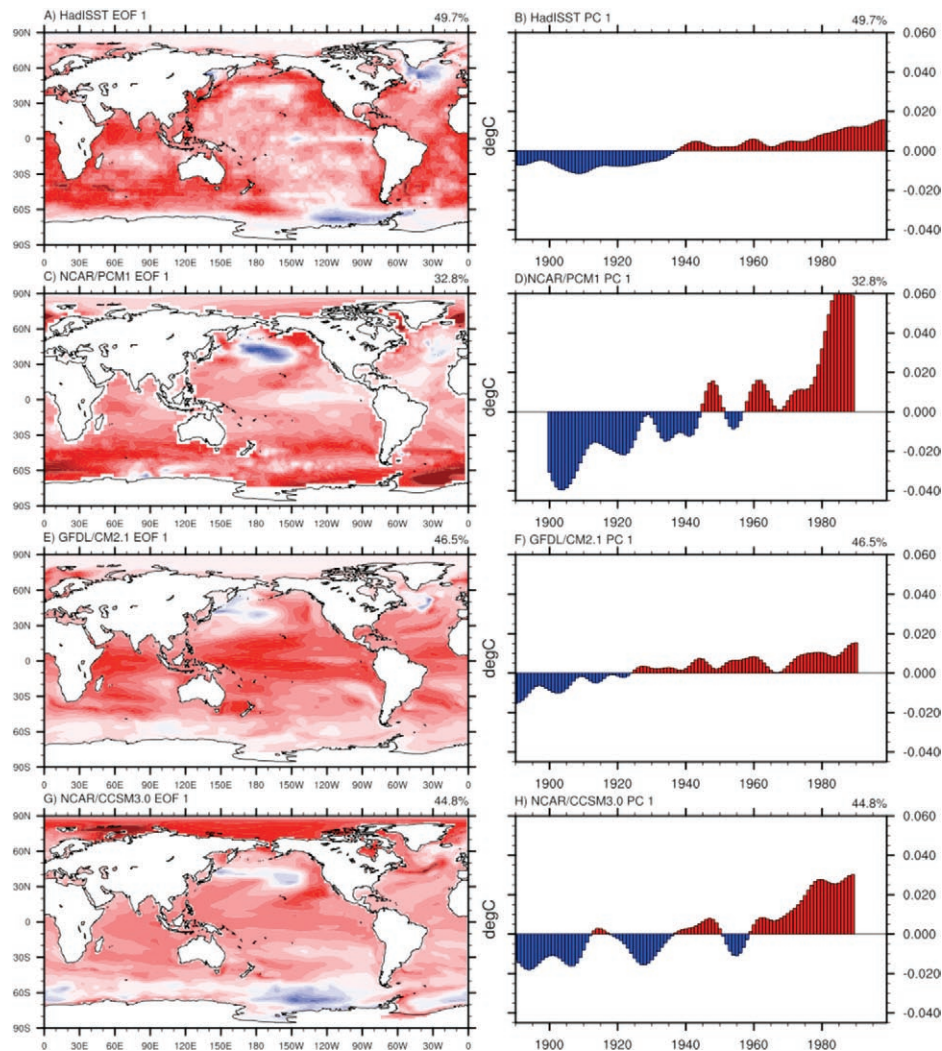 A) HadISST EOF 1 49.7%
90N
60N
30N
0
30S
60S
90S
0 30E 60E 90E 120E 150E 180 150W 120W 90W 60W 30W 0
B) HadISST PC 1 49.7%
degC
0.060
0.040
0.020
0.000
-0.020
-0.040
1900 1920 1940 1960 1980
C) NCAR/PCM1 EOF 1 32.8%
90N
60N
30N
0
30S
60S
90S
0 30E 60E 90E 120E 150E 180 150W 120W 90W 60W 30W 0
D)NCAR/PCM1 PC 1 32.8%
degC
0.060
0.040
0.020
0.000
-0.020
-0.040
1900 1920 1940 1960 1980
E) GFDL/CM2.1 EOF 1 46.5%
90N
60N
30N
0
30S
60S
90S
0 30E 60E 90E 120E 150E 180 150W 120W 90W 60W 30W 0
F) GFDL/CM2.1 PC 1 46.5%
degC
0.060
0.040
0.020
0.000
-0.020
-0.040
1900 1920 1940 1960 1980
G) NCAR/CCSM3.0 EOF 1 44.8%
90N
60N
30N
0
30S
60S
90S
0 30E 60E 90E 120E 150E 180 150W 120W 90W 60W 30W 0
H) NCAR/CCSM3.0 PC 1 44.8%
degC
0.060
0.040
0.020
0.000
-0.020
-0.040
1900 1920 1940 1960 1980